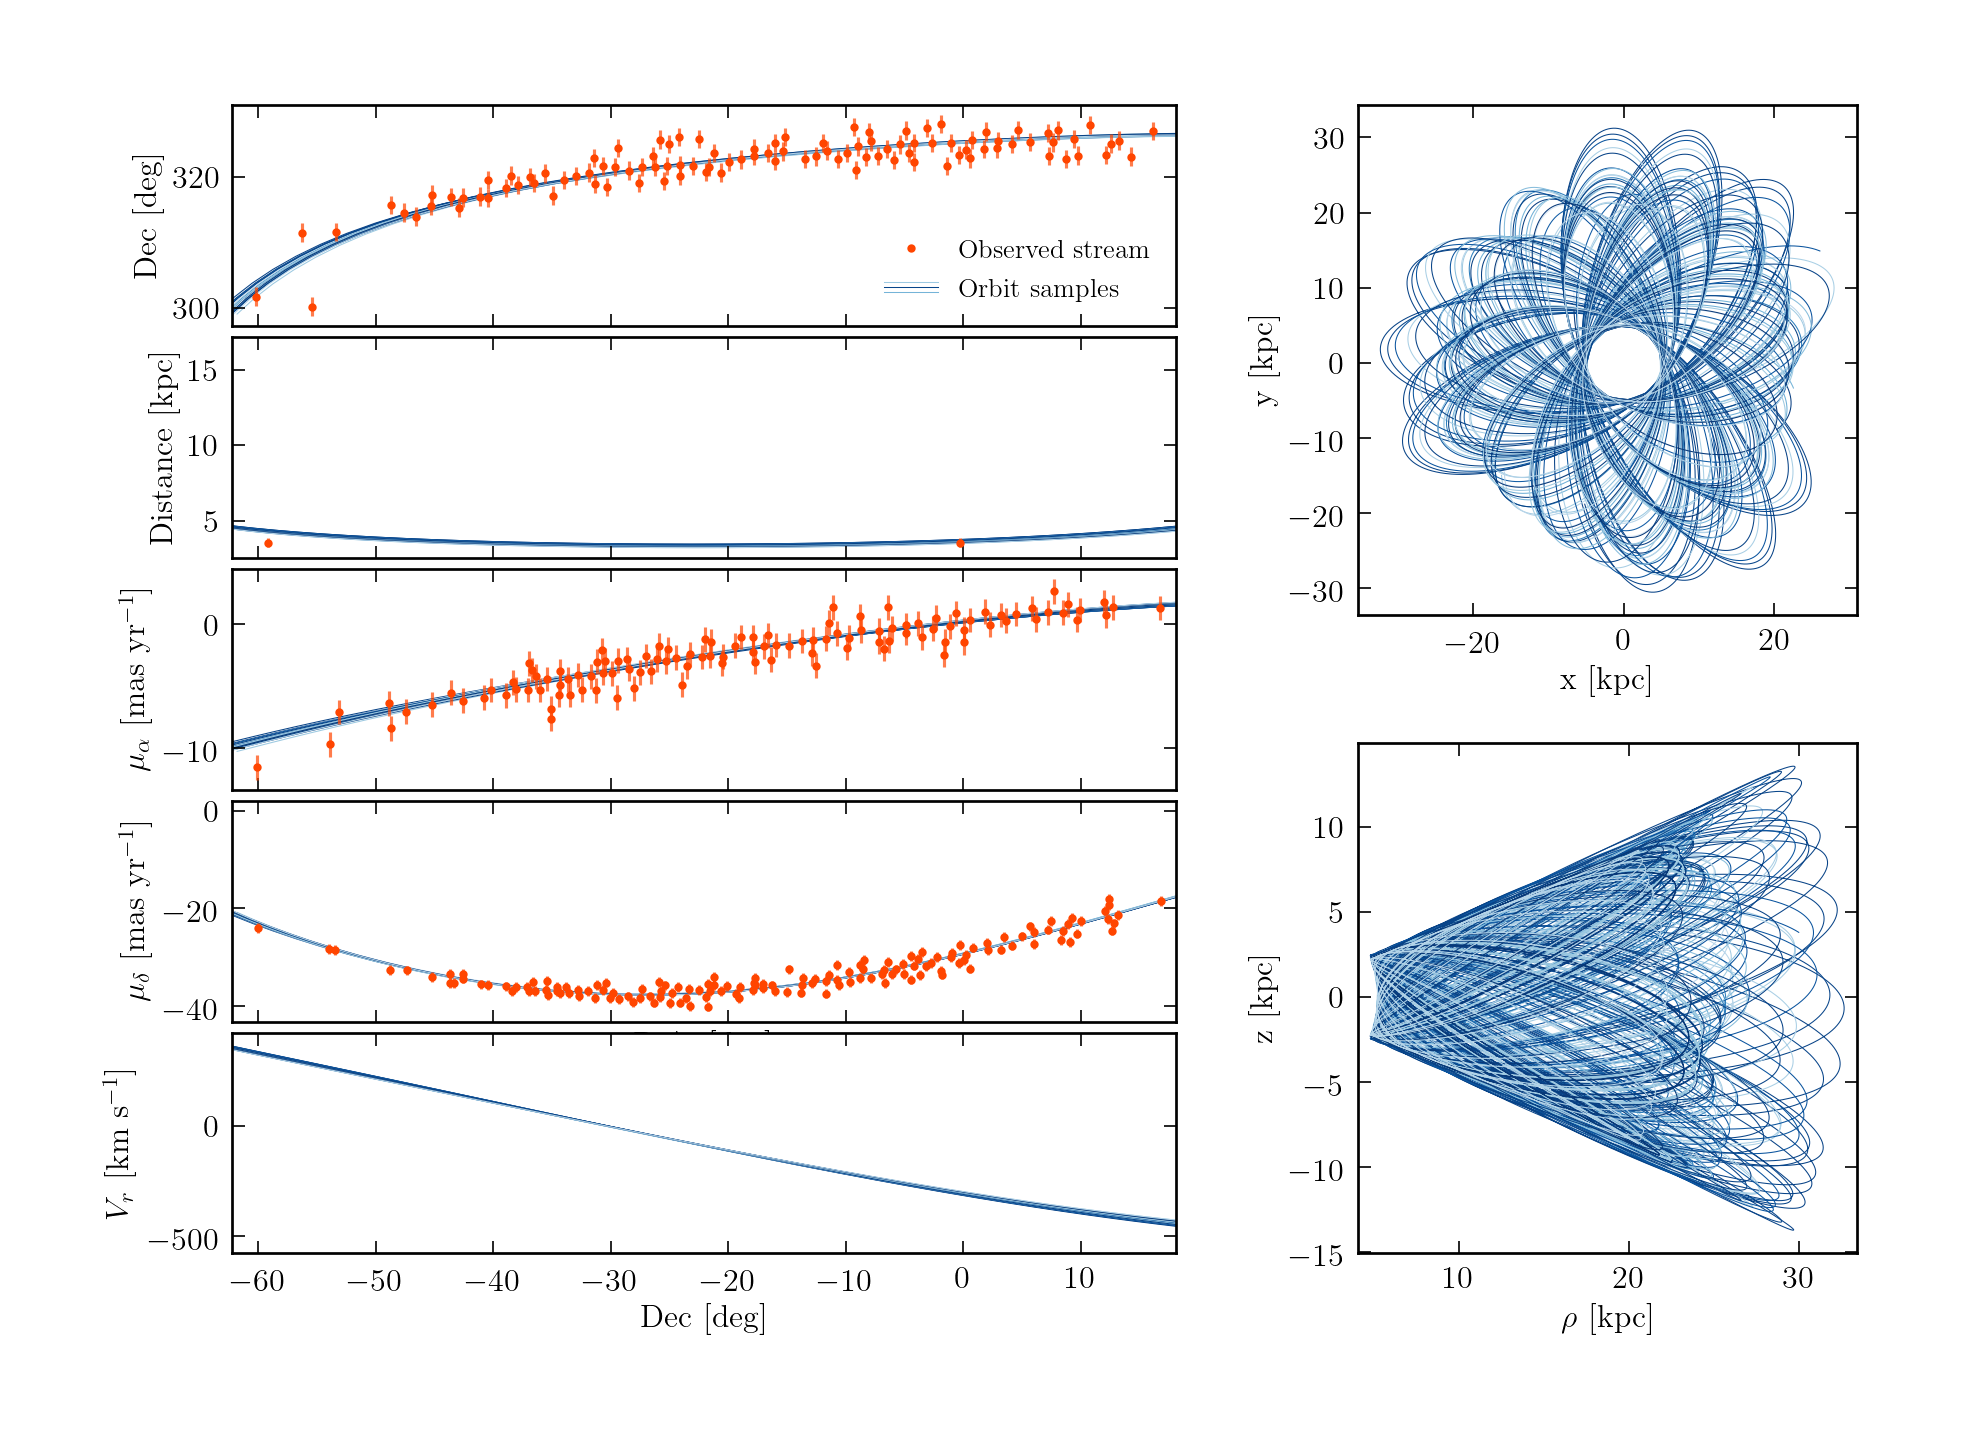 Dec [deg]
320
300
Observed stream
Orbit samples
Distance [kpc]
15
10
5
μα [mas yr−1]
0
−10
μδ [mas yr−1]
0
−20
−40
Vr [km s−1]
0
−500
−60 −50 −40 −30 −20 −10 0 10
Dec [deg]
y [kpc]
30
20
10
0
−10
−20
−30
−20 0 20
x [kpc]
z [kpc]
10
5
0
−5
−10
−15
10 20 30
ρ [kpc]